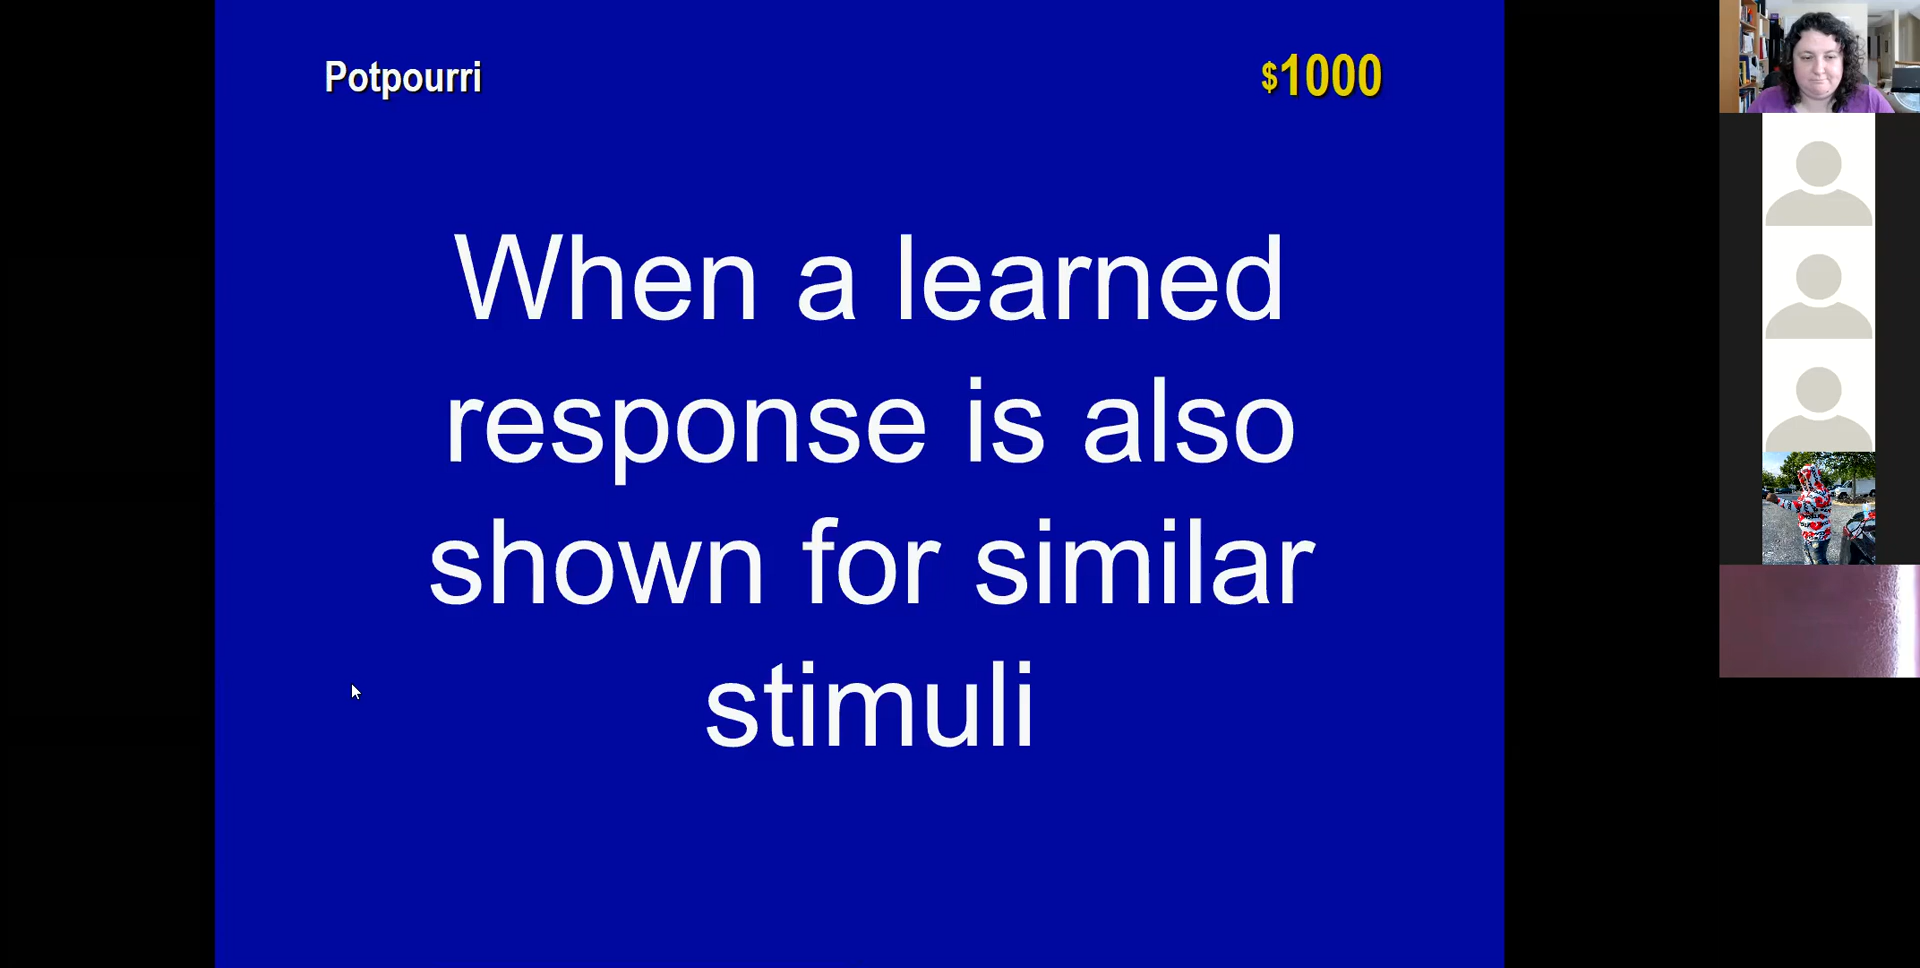 Potpourri
$1000
When a learned
response is also
shown for similar
stimuli